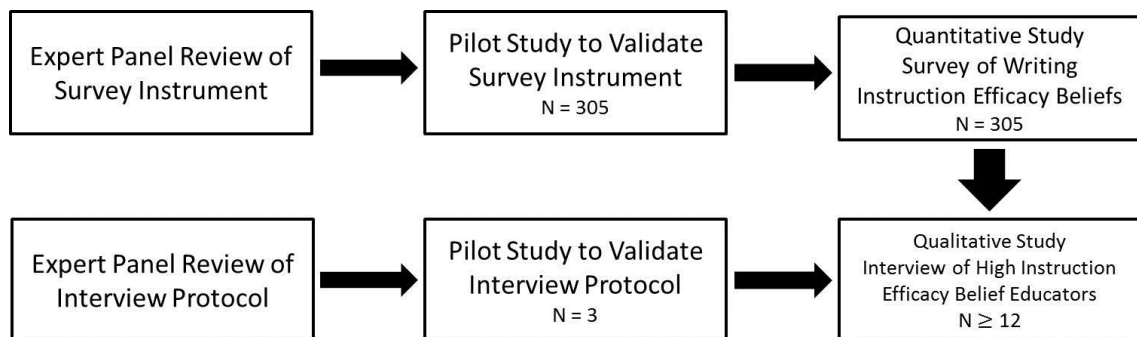 Expert Panel Review of
Survey Instrument
Pilot Study to Validate
Survey Instrument
N = 305
Quantitative Study
Survey of Writing
Instruction Efficacy Beliefs
N = 305
Expert Panel Review of
Interview Protocol
Pilot Study to Validate
Interview Protocol
N = 3
Qualitative Study
Interview of High Instruction
Efficacy Belief Educators
N ≥ 12